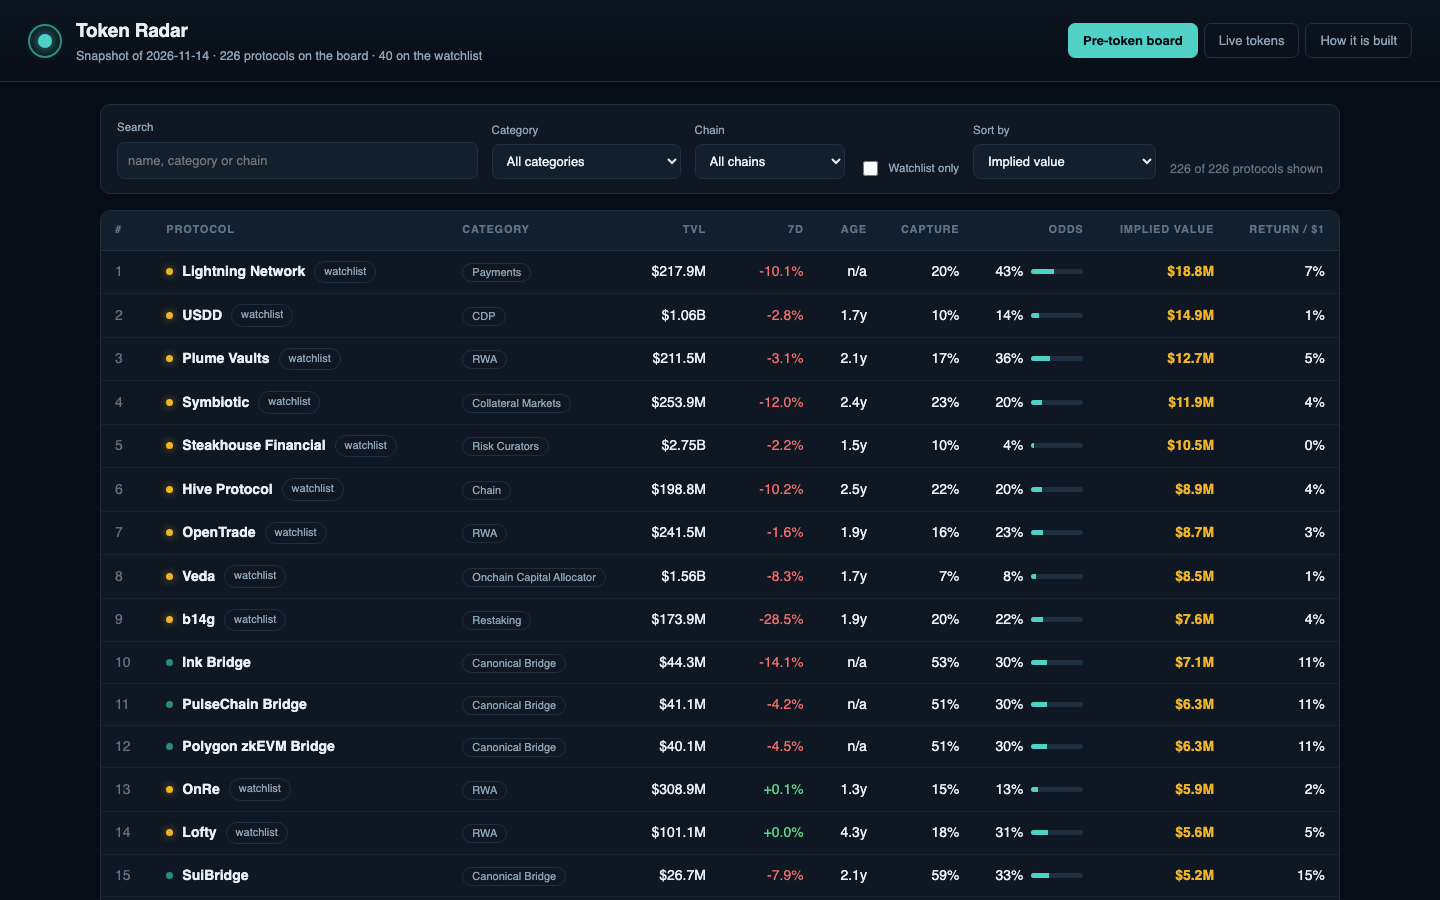 Token Radar
Snapshot of 2026-11-14 · 226 protocols on the board · 40 on the watchlist
Pre-token board
Live tokens
How it is built
Search
name, category or chain
Category
All categories
Chain
All chains
Watchlist only
Sort by
Implied value
226 of 226 protocols shown
# PROTOCOL CATEGORY TVL 7D AGE CAPTURE ODDS IMPLIED VALUE RETURN / $1
1 Lightning Network watchlist Payments $217.9M -10.1% n/a 20% 43% $18.8M 7%
2 USDD watchlist CDP $1.06B -2.8% 1.7y 10% 14% $14.9M 1%
3 Plume Vaults watchlist RWA $211.5M -3.1% 2.1y 17% 36% $12.7M 5%
4 Symbiotic watchlist Collateral Markets $253.9M -12.0% 2.4y 23% 20% $11.9M 4%
5 Steakhouse Financial watchlist Risk Curators $2.75B -2.2% 1.5y 10% 4% $10.5M 0%
6 Hive Protocol watchlist Chain $198.8M -10.2% 2.5y 22% 20% $8.9M 4%
7 OpenTrade watchlist RWA $241.5M -1.6% 1.9y 16% 23% $8.7M 3%
8 Veda watchlist Onchain Capital Allocator $1.56B -8.3% 1.7y 7% 8% $8.5M 1%
9 b14g watchlist Restaking $173.9M -28.5% 1.9y 20% 22% $7.6M 4%
10 Ink Bridge Canonical Bridge $44.3M -14.1% n/a 53% 30% $7.1M 11%
11 PulseChain Bridge Canonical Bridge $41.1M -4.2% n/a 51% 30% $6.3M 11%
12 Polygon zkEVM Bridge Canonical Bridge $40.1M -4.5% n/a 51% 30% $6.3M 11%
13 OnRe watchlist RWA $308.9M +0.1% 1.3y 15% 13% $5.9M 2%
14 Lofty watchlist RWA $101.1M +0.0% 4.3y 18% 31% $5.6M 5%
15 SuiBridge Canonical Bridge $26.7M -7.9% 2.1y 59% 33% $5.2M 15%